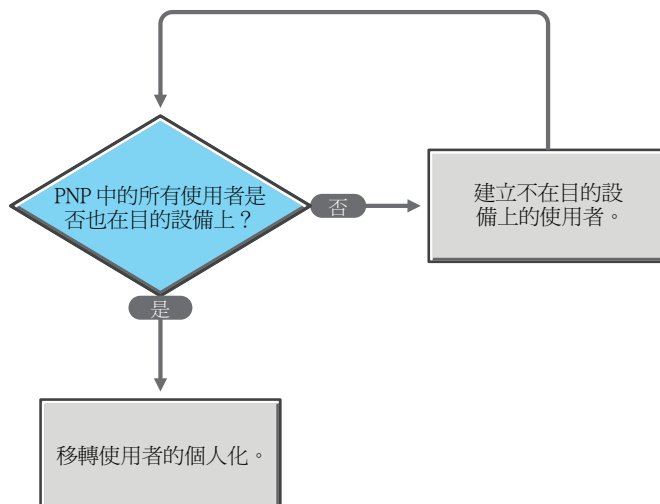 PNP 中的所有使用者是
否也在目的設備上？
否
建立不在目的設
備上的使用者。
是
移轉使用者的個人化。